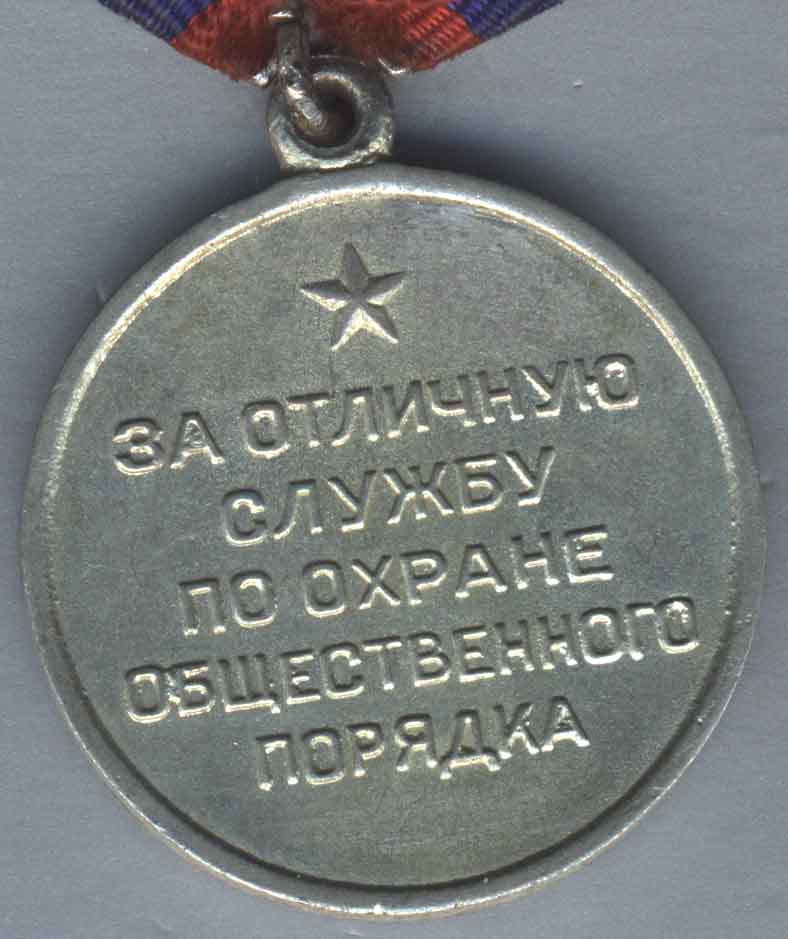 ЗА ОТЛИЧНУЮ
СЛУЖБУ
ПО ОХРАНЕ
ОБЩЕСТВЕННОГО
ПОРЯДКА